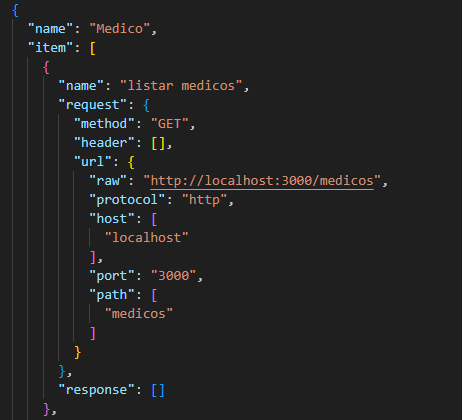 {
"name": "Medico",
"item": [
{
"name": "listar medicos",
"request": {
"method": "GET",
"header": [],
"url": {
"raw": "http://localhost:3000/medicos",
"protocol": "http",
"host": [
"localhost"
],
"port": "3000",
"path": [
"medicos"
]
}
},
"response": []
},